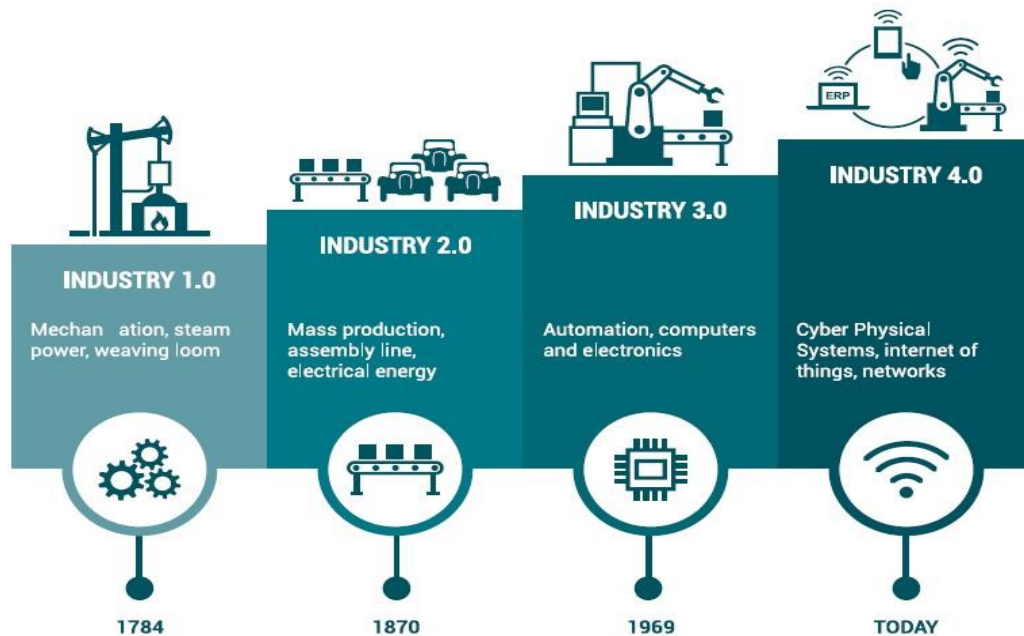 ERP
INDUSTRY 1.0
Mechan ation, steam
power, weaving loom
1784
INDUSTRY 2.0
Mass production,
assembly line,
electrical energy
1870
INDUSTRY 3.0
Automation, computers
and electronics
1969
INDUSTRY 4.0
Cyber Physical
Systems, internet of
things, networks
TODAY